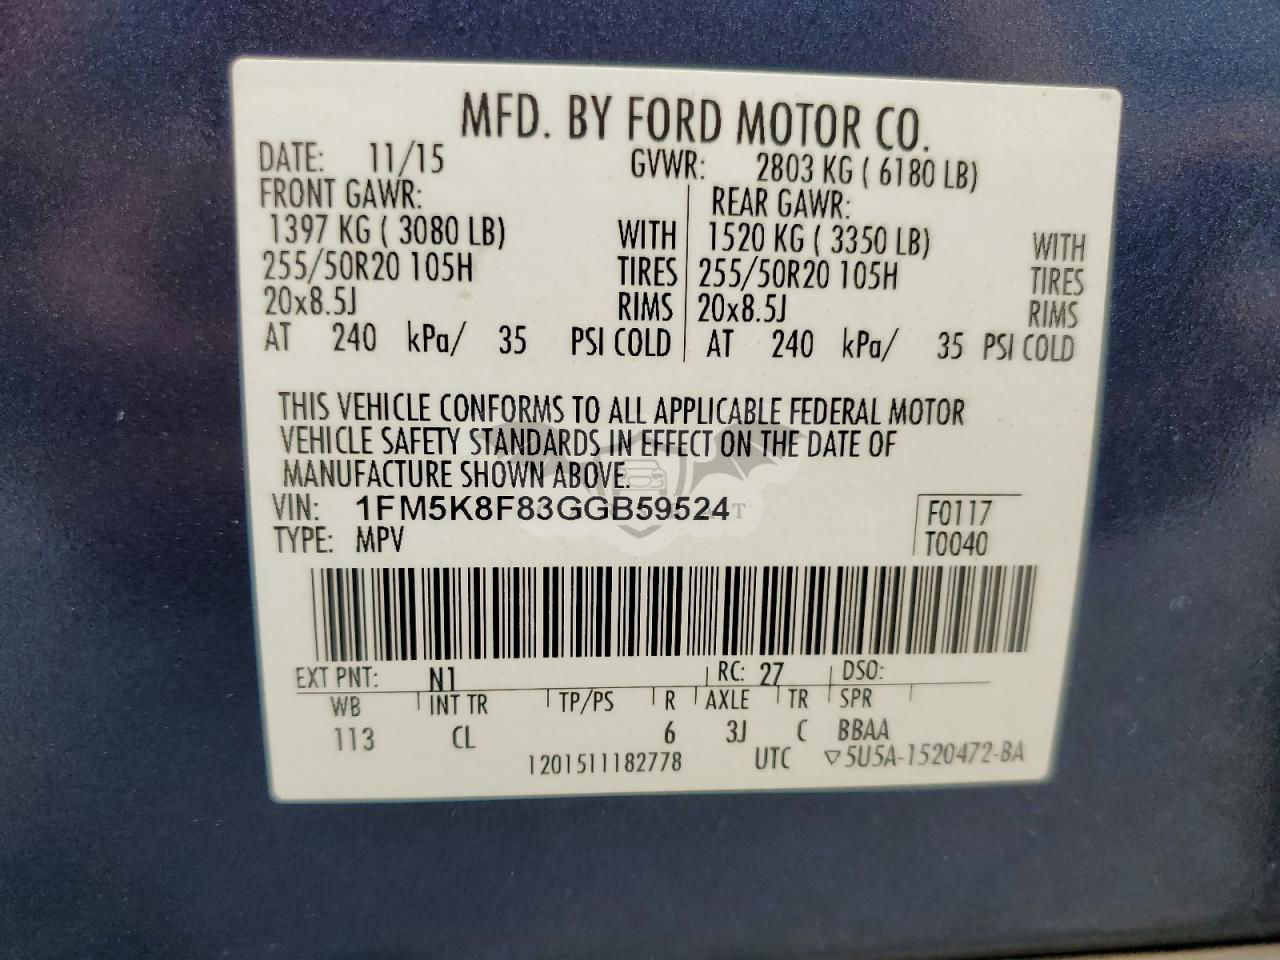 MFD. BY FORD MOTOR CO.
DATE: 11/15 GVWR: 2803 KG ( 6180 LB)
FRONT GAWR: REAR GAWR:
1397 KG ( 3080 LB) WITH 1520 KG ( 3350 LB) WITH
255/50R20 105H TIRES 255/50R20 105H TIRES
20x8.5J RIMS 20x8.5J RIMS
AT 240 kPa/ 35 PSI COLD AT 240 kPa/ 35 PSI COLD
THIS VEHICLE CONFORMS TO ALL APPLICABLE FEDERAL MOTOR
VEHICLE SAFETY STANDARDS IN EFFECT ON THE DATE OF
MANUFACTURE SHOWN ABOVE.
VIN: 1FM5K8F83GGB59524 F0117
TYPE: MPV T0040
EXT PNT: N1 RC: 27 DSO:
WB INT TR TP/PS R AXLE TR SPR
113 CL 6 3J C BBAA
1201511182778 UTC ▽5U5A-1520472-BA